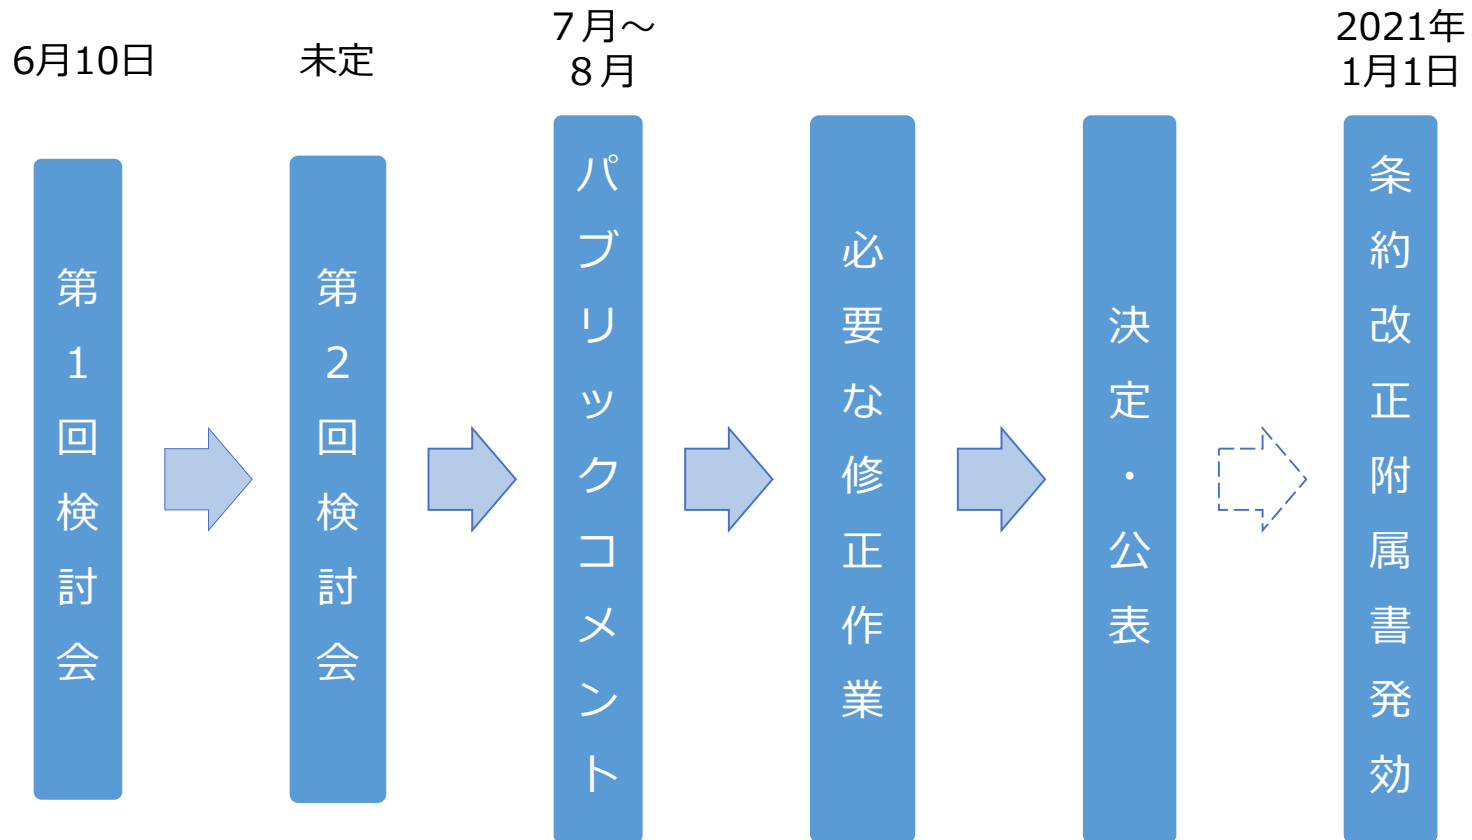 6月10日
未定
7月～
8月
2021年
1月1日
第1回検討会
第2回検討会
パブリックコメント
必要な修正作業
決定・公表
条約改正附属書発効